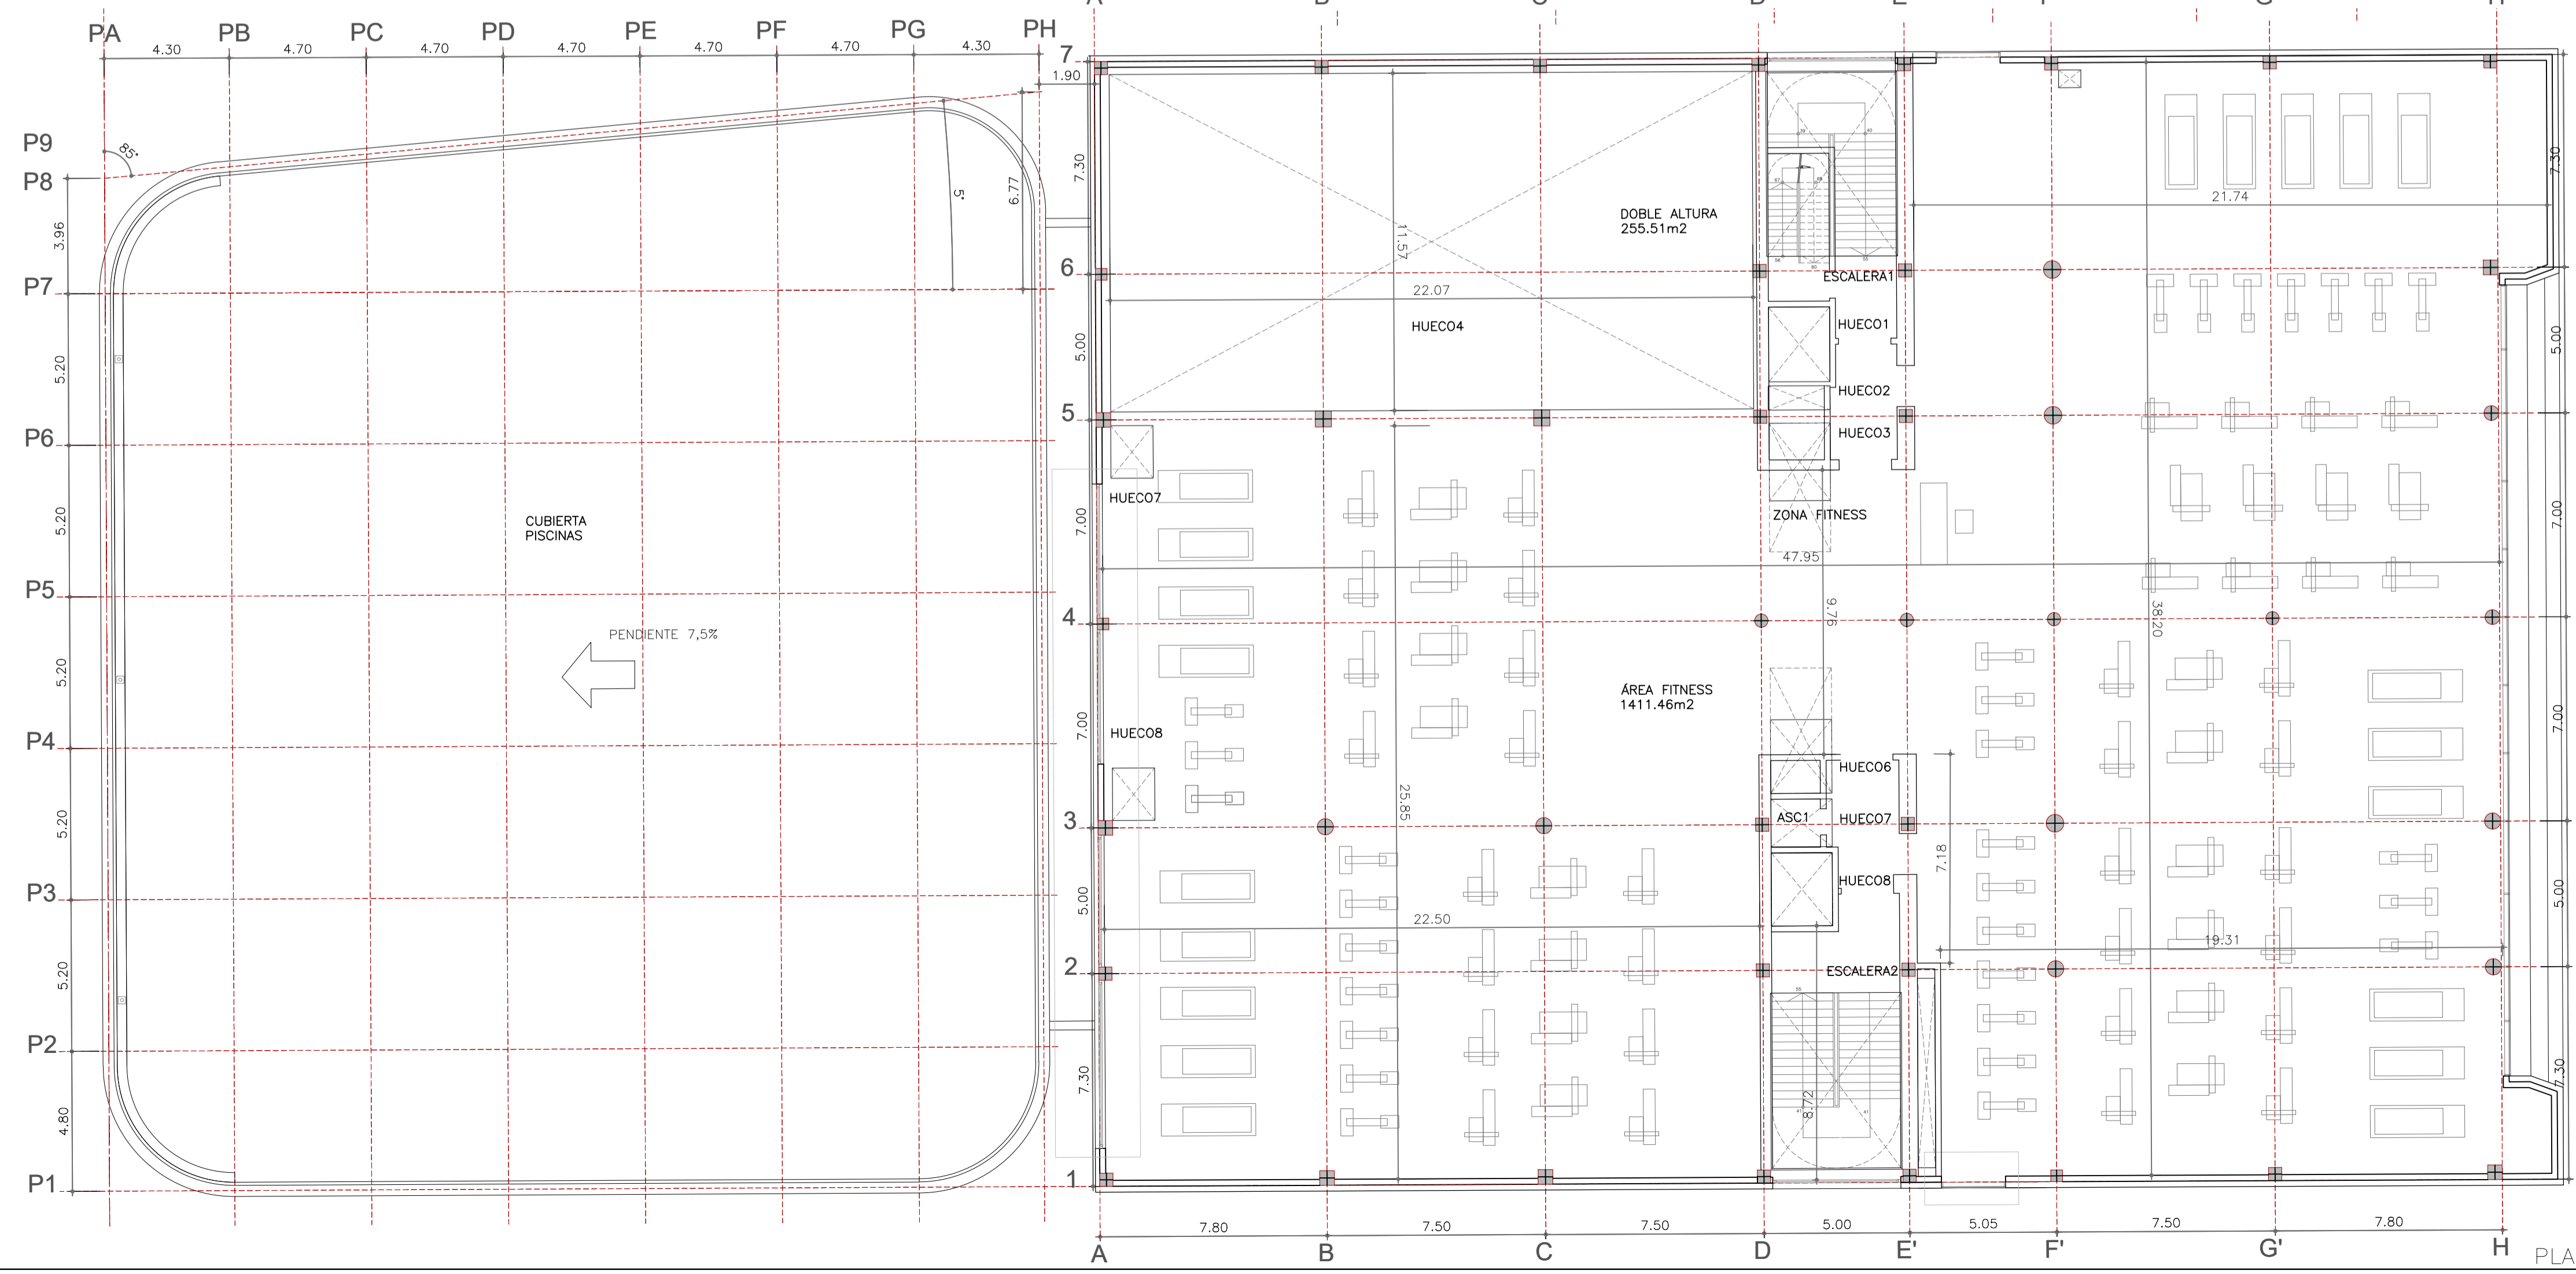 PA PB PC PD PE PF PG PH
4.30 4.70 4.70 4.70 4.70 4.70 4.30
1.90
P9
P8
P7
P6
P5
P4
P3
P2
P1
3.96
5.20
5.20
5.20
5.20
5.20
4.80
85°
5°
6.77
CUBIERTA
PISCINAS
PENDIENTE 7,5%
7
6
5
4
3
2
1
7.30
5.00
7.00
7.00
5.00
7.30
DOBLE ALTURA
255.51m2
11.57
22.07
HUECO4
ESCALERA1
HUECO1
HUECO2
HUECO3
HUECO7
ZONA FITNESS
47.95
9.76
ÁREA FITNESS
1411.46m2
HUECO8
25.85
HUECO6
ASC1
HUECO7
HUECO8
22.50
7.18
19.31
ESCALERA2
8.72
21.74
38.20
7.30
5.00
7.00
7.00
5.00
7.30
7.80 7.50 7.50 5.00 5.05 7.50 7.80
A B C D E' F' G' H
PLA